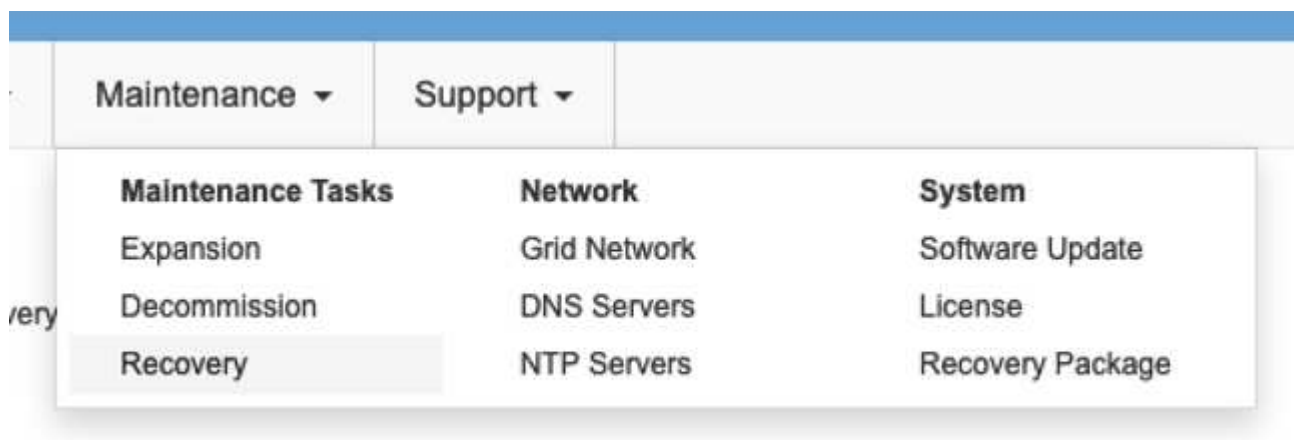 Maintenance Support
Maintenance Tasks Network System
Expansion Grid Network Software Update
Decommission DNS Servers License
Recovery NTP Servers Recovery Package